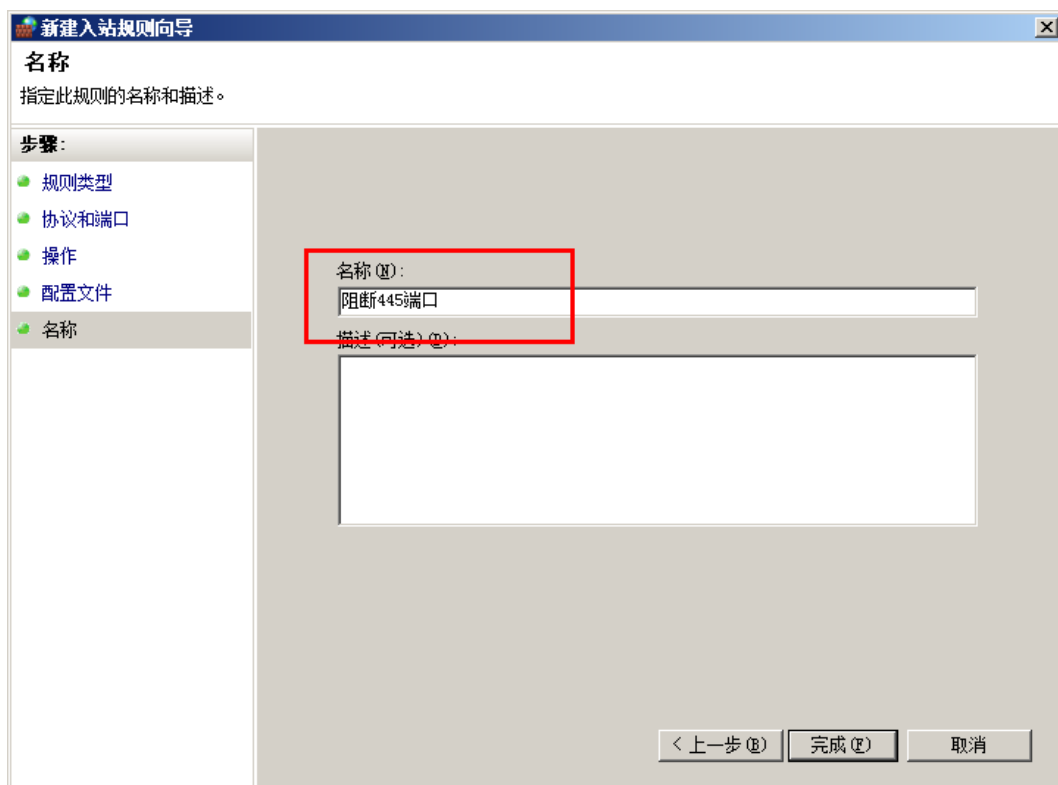 新建入站规则向导
名称
指定此规则的名称和描述。
步骤:
规则类型
协议和端口
操作
配置文件
名称
名称(N):
阻断445端口
描述(可选)(D):
< 上一步(B)
完成(F)
取消